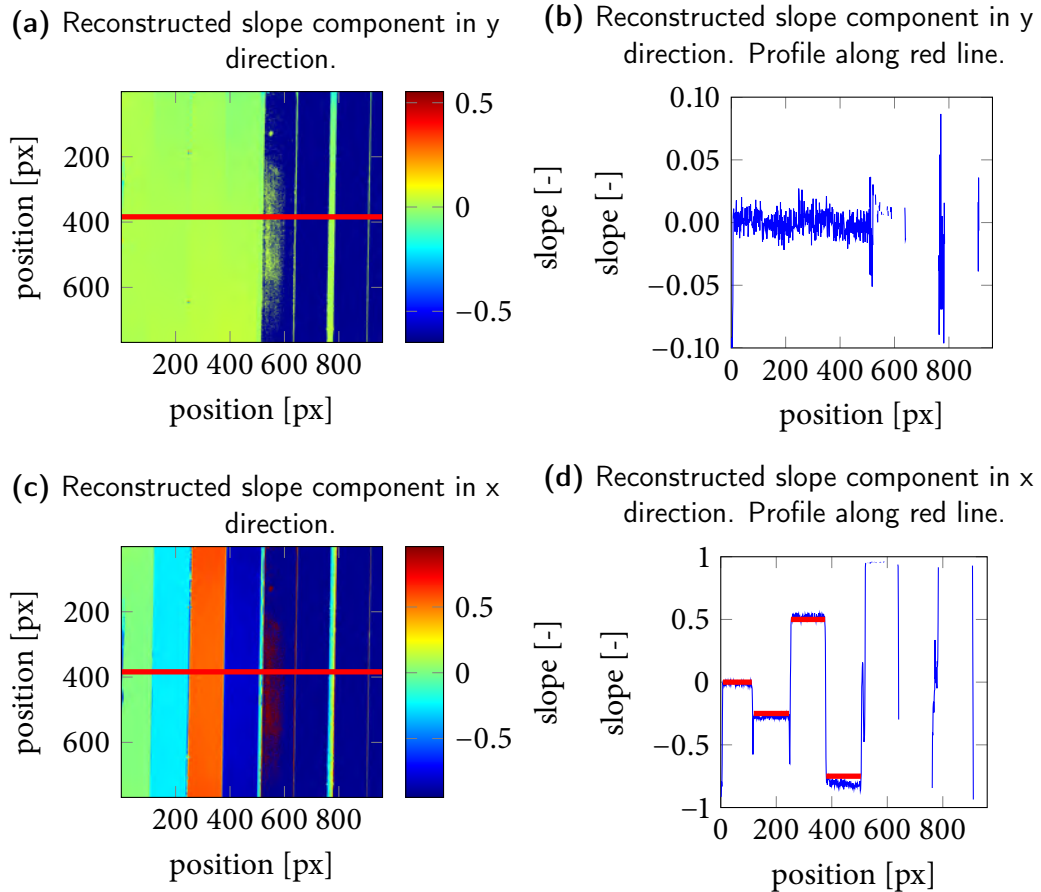 (a) Reconstructed slope component in y
direction.
0.5
0
−0.5
slope [-]
200
400
600
position [px]
200 400 600 800
position [px]
(b) Reconstructed slope component in y
direction. Profile along red line.
0.10
0.05
0.00
−0.05
−0.10
slope [-]
0 200 400 600 800
position [px]
(c) Reconstructed slope component in x
direction.
0.5
0
−0.5
slope [-]
200
400
600
position [px]
200 400 600 800
position [px]
(d) Reconstructed slope component in x
direction. Profile along red line.
1
0.5
0
−0.5
−1
slope [-]
0 200 400 600 800
position [px]